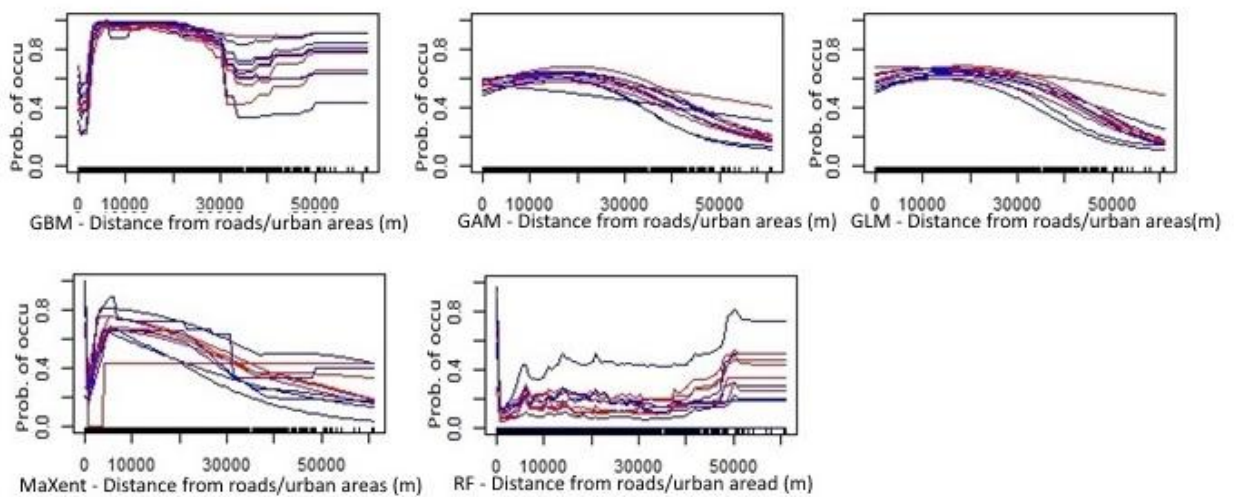 Prob. of occu
0.0 0.4 0.8
0 10000 30000 50000
GBM - Distance from roads/urban areas (m)
Prob. of occu
0.0 0.4 0.8
0 10000 30000 50000
GAM - Distance from roads/urban areas (m)
Prob. of occu
0.0 0.4 0.8
0 10000 30000 50000
GLM - Distance from roads/urban areas(m)
Prob. of occu
0.0 0.4 0.8
0 10000 30000 50000
MaXent - Distance from roads/urban areas (m)
Prob. of occu
0.0 0.4 0.8
0 10000 30000 50000
RF - Distance from roads/urban aread (m)